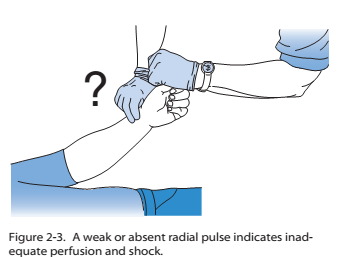 ?
Figure 2-3. A weak or absent radial pulse indicates inad-
equate perfusion and shock.